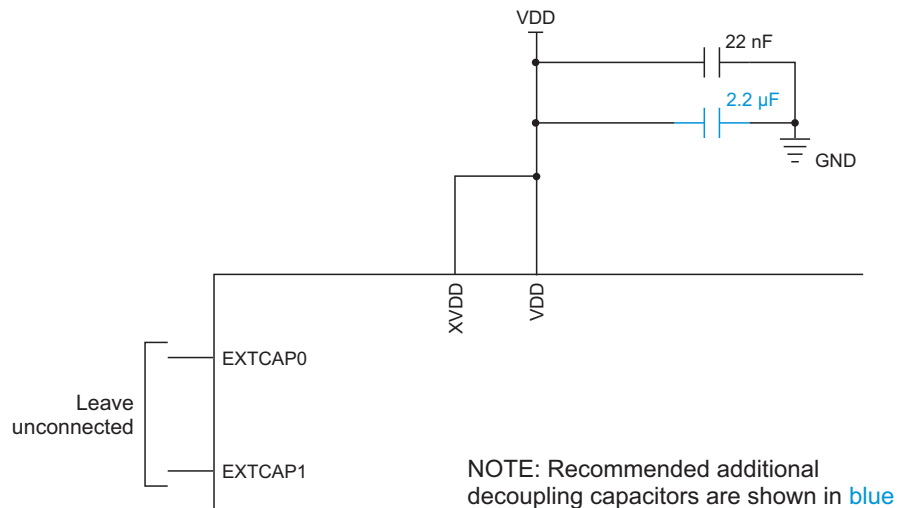 VDD
22 nF
2.2 µF
GND
XVDD
VDD
EXTCAP0
Leave
unconnected
EXTCAP1
NOTE: Recommended additional
decoupling capacitors are shown in blue